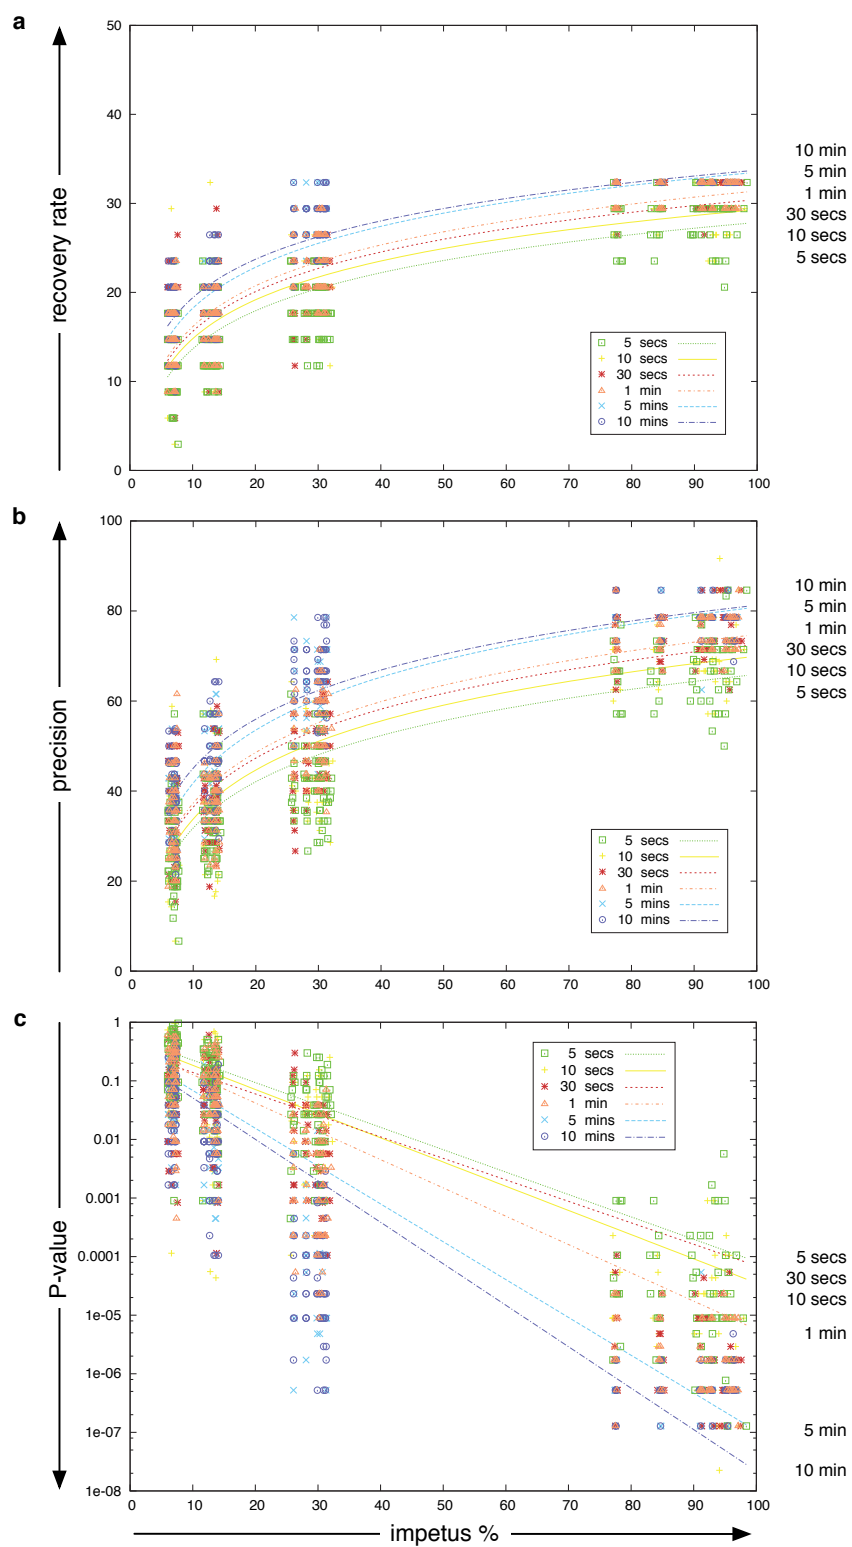 a
50
40
30
20
10
0
recovery rate
10 min
5 min
1 min
30 secs
10 secs
5 secs
5 secs
10 secs
30 secs
1 min
5 mins
10 mins
0 10 20 30 40 50 60 70 80 90 100
b
100
80
60
40
20
0
precision
10 min
5 min
1 min
30 secs
10 secs
5 secs
5 secs
10 secs
30 secs
1 min
5 mins
10 mins
0 10 20 30 40 50 60 70 80 90 100
c
1
0.1
0.01
0.001
0.0001
1e-05
1e-06
1e-07
1e-08
P-value
5 secs
10 secs
30 secs
1 min
5 mins
10 mins
5 secs
30 secs
10 secs
1 min
5 min
10 min
0 10 20 30 40 50 60 70 80 90 100
impetus %